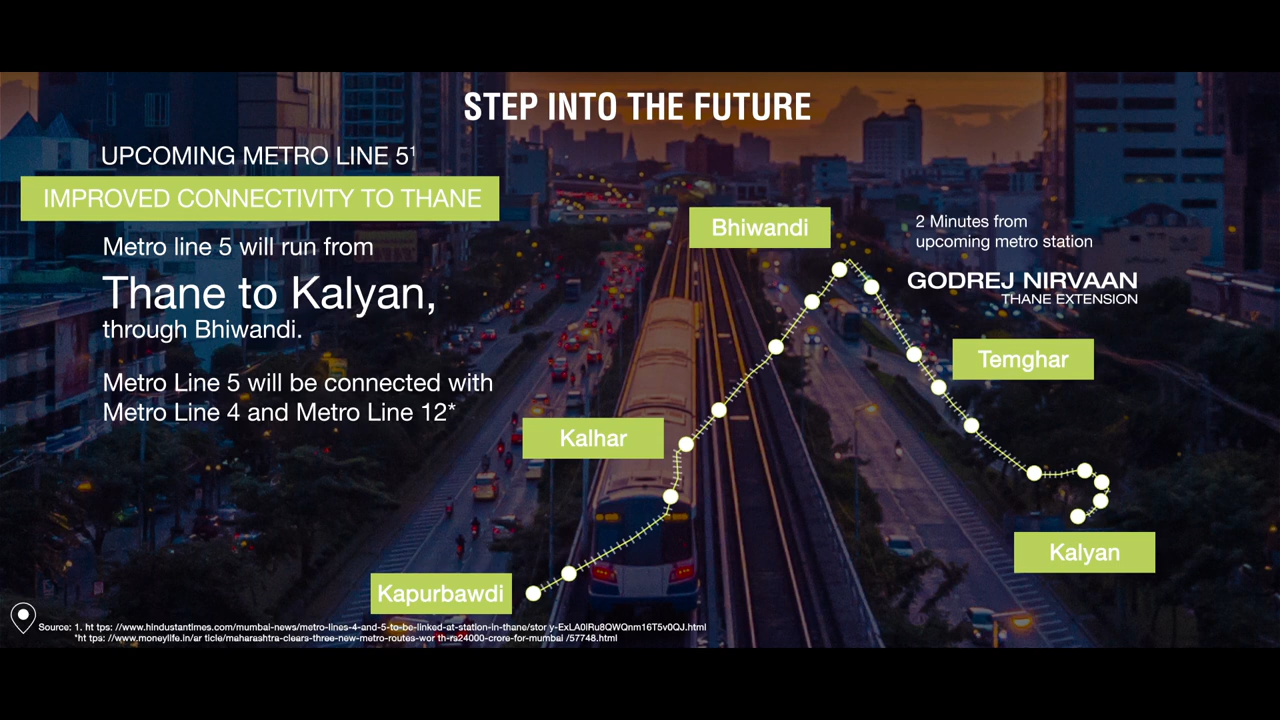 STEP INTO THE FUTURE
UPCOMING METRO LINE 5¹
IMPROVED CONNECTIVITY TO THANE
Metro line 5 will run from
Thane to Kalyan,
through Bhiwandi.
Metro Line 5 will be connected with
Metro Line 4 and Metro Line 12*
Bhiwandi
2 Minutes from
upcoming metro station
GODREJ NIRVAAN
THANE EXTENSION
Temghar
Kalhar
Kalyan
Kapurbawdi
Source: 1. ht tps: //www.hindustantimes.com/mumbai-news/metro-lines-4-and-5-to-be-linked-at-station-in-thane/stor y-ExLA0lRu8QWQnm16T5v0QJ.html
*ht tps: //www.moneylife.in/ar ticle/maharashtra-clears-three-new-metro-routes-wor th-rs24000-crore-for-mumbai /57748.html